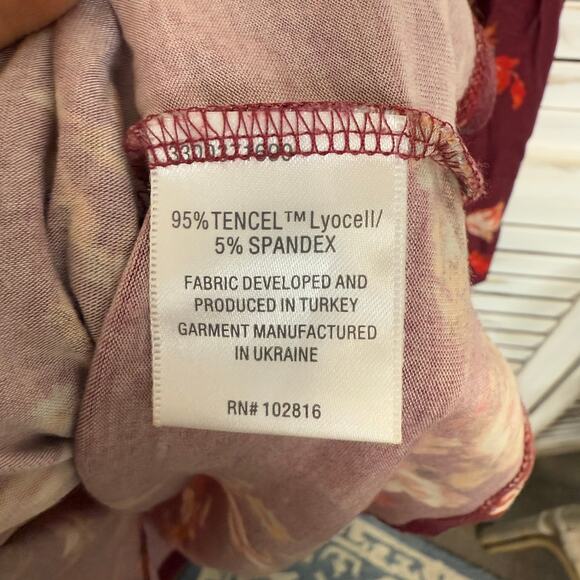 95% TENCEL™ Lyocell/
5% SPANDEX
FABRIC DEVELOPED AND
PRODUCED IN TURKEY
GARMENT MANUFACTURED
IN UKRAINE
RN# 102816